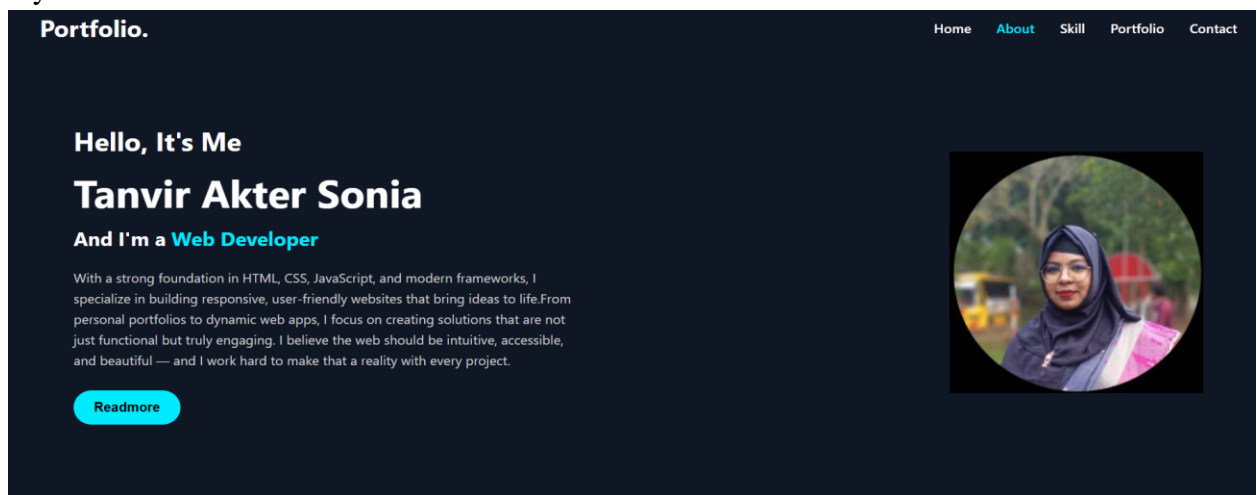 Portfolio.
Home About Skill Portfolio Contact
Hello, It's Me
Tanvir Akter Sonia
And I'm a Web Developer
With a strong foundation in HTML, CSS, JavaScript, and modern frameworks, I
specialize in building responsive, user-friendly websites that bring ideas to life.From
personal portfolios to dynamic web apps, I focus on creating solutions that are not
just functional but truly engaging. I believe the web should be intuitive, accessible,
and beautiful — and I work hard to make that a reality with every project.
Readmore